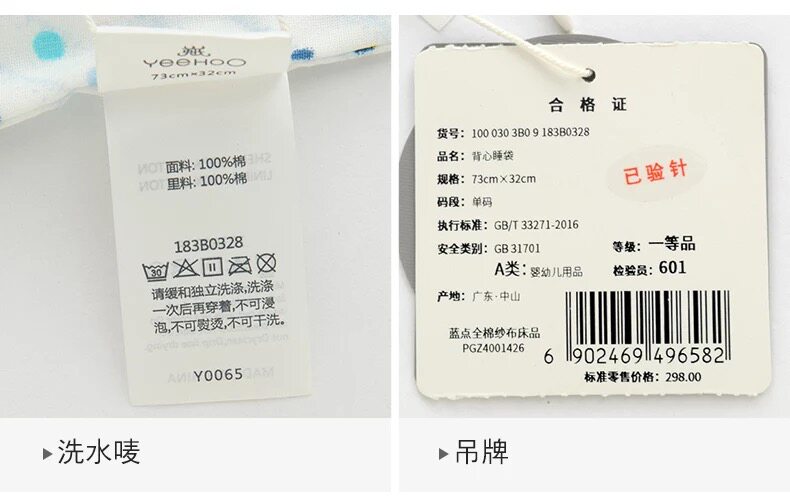 YeeHoO
73cm×32cm
面料: 100%棉
里料: 100%棉
183B0328
30
请缓和独立洗涤,洗涤
一次后再穿着,不可浸
泡,不可熨烫,不可干洗。
Y0065
洗水唛
合格证
货号: 100 030 3B0 9 183B0328
品名: 背心睡袋
规格: 73cm×32cm
已验针
码段: 单码
执行标准: GB/T 33271-2016
安全类别: GB 31701
等级: 一等品
A类: 婴幼儿用品
检验员: 601
产地: 广东·中山
蓝点全棉纱布床品
PGZ4001426
6 902469 496582
标准零售价格: 298.00
吊牌